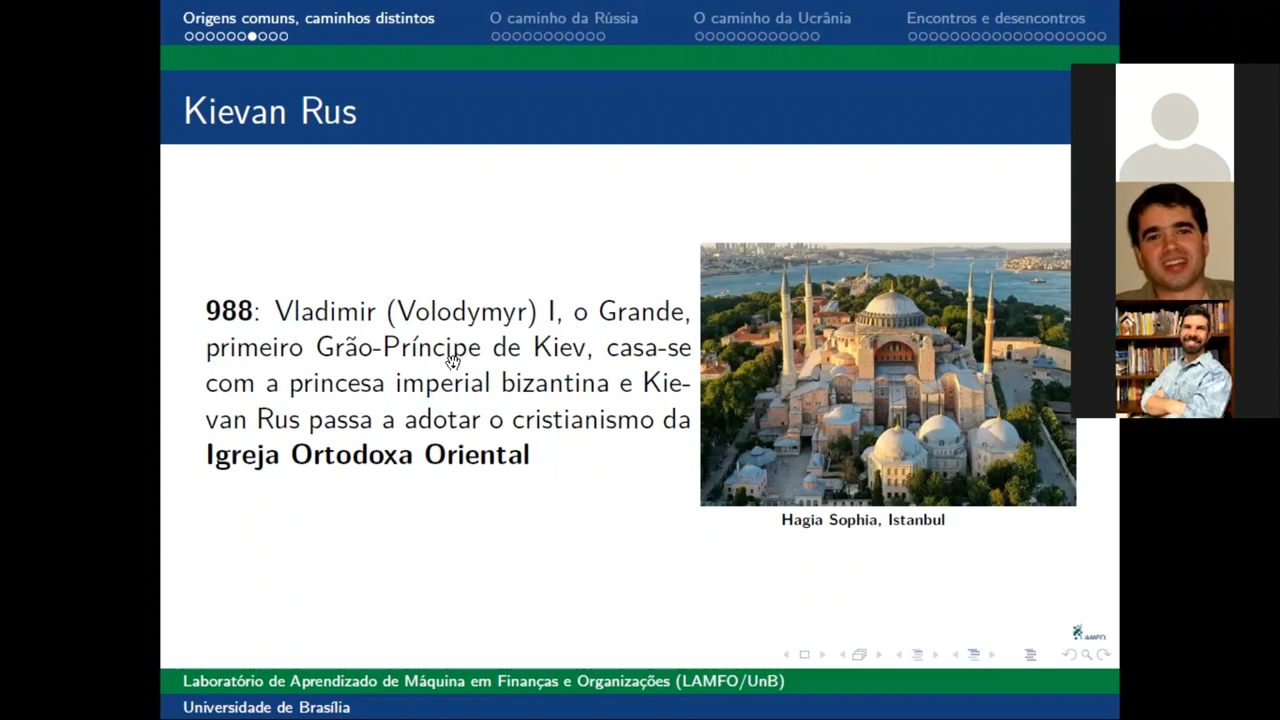 Origens comuns, caminhos distintos
O caminho da Rússia
O caminho da Ucrânia
Encontros e desencontros
Kievan Rus
988: Vladimir (Volodymyr) I, o Grande,
primeiro Grão-Príncipe de Kiev, casa-se
com a princesa imperial bizantina e Kie-
van Rus passa a adotar o cristianismo da
Igreja Ortodoxa Oriental
Hagia Sophia, Istanbul
LAMFO
Laboratório de Aprendizado de Máquina em Finanças e Organizações (LAMFO/UnB)
Universidade de Brasília